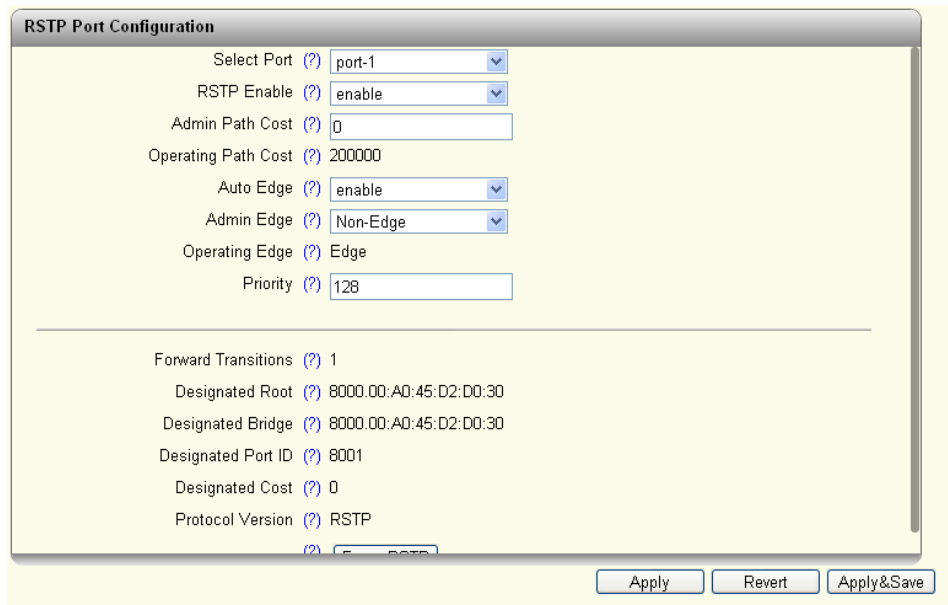 RSTP Port Configuration
Select Port (?) port-1
RSTP Enable (?) enable
Admin Path Cost (?) 0
Operating Path Cost (?) 200000
Auto Edge (?) enable
Admin Edge (?) Non-Edge
Operating Edge (?) Edge
Priority (?) 128
Forward Transitions (?) 1
Designated Root (?) 8000.00:A0:45:D2:D0:30
Designated Bridge (?) 8000.00:A0:45:D2:D0:30
Designated Port ID (?) 8001
Designated Cost (?) 0
Protocol Version (?) RSTP
(?)
Apply Revert Apply&Save